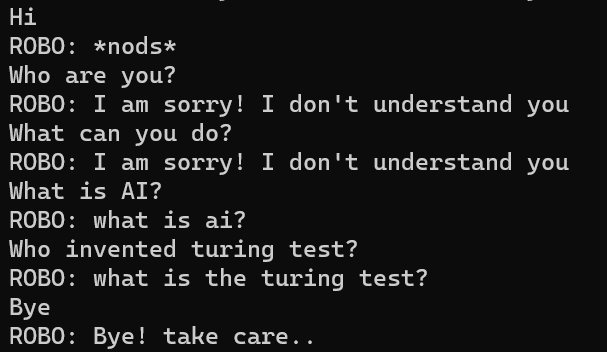 Hi
ROBO: *nods*
Who are you?
ROBO: I am sorry! I don't understand you
What can you do?
ROBO: I am sorry! I don't understand you
What is AI?
ROBO: what is ai?
Who invented turing test?
ROBO: what is the turing test?
Bye
ROBO: Bye! take care..